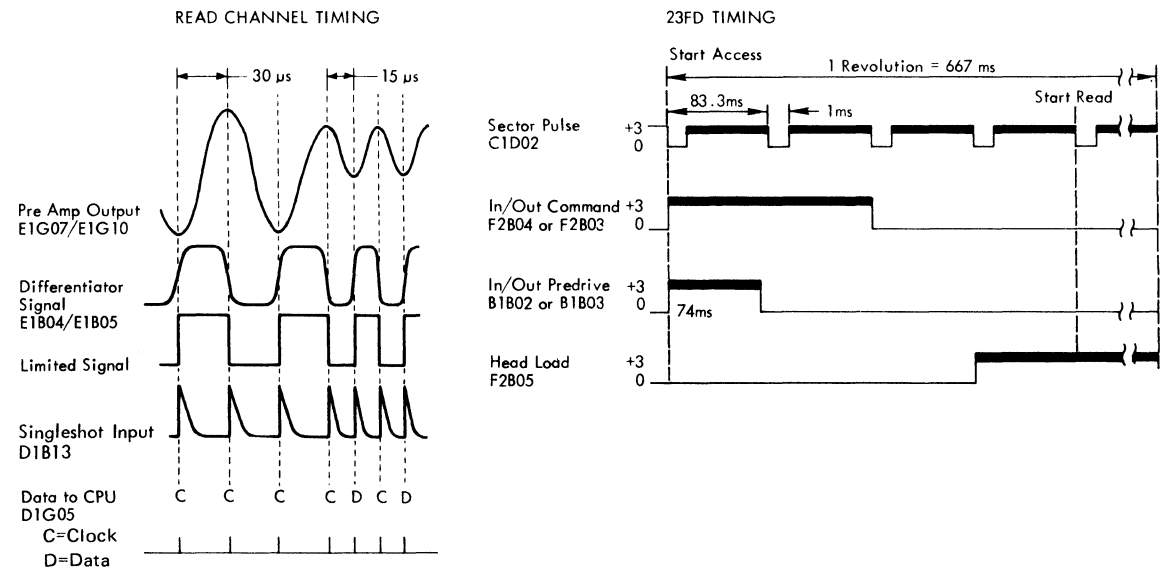 READ CHANNEL TIMING
30 µs
15 µs
Pre Amp Output
E1G07/E1G10
Differentiator
Signal
E1B04/E1B05
Limited Signal
Singleshot Input
D1B13
Data to CPU
D1G05
C C C C D C D
C=Clock
D=Data
23FD TIMING
Start Access
1 Revolution = 667 ms
83.3ms
1ms
Start Read
Sector Pulse +3
C1D02 0
In/Out Command +3
F2B04 or F2B03 0
In/Out Predrive +3
B1B02 or B1B03 0
74ms
Head Load +3
F2B05 0